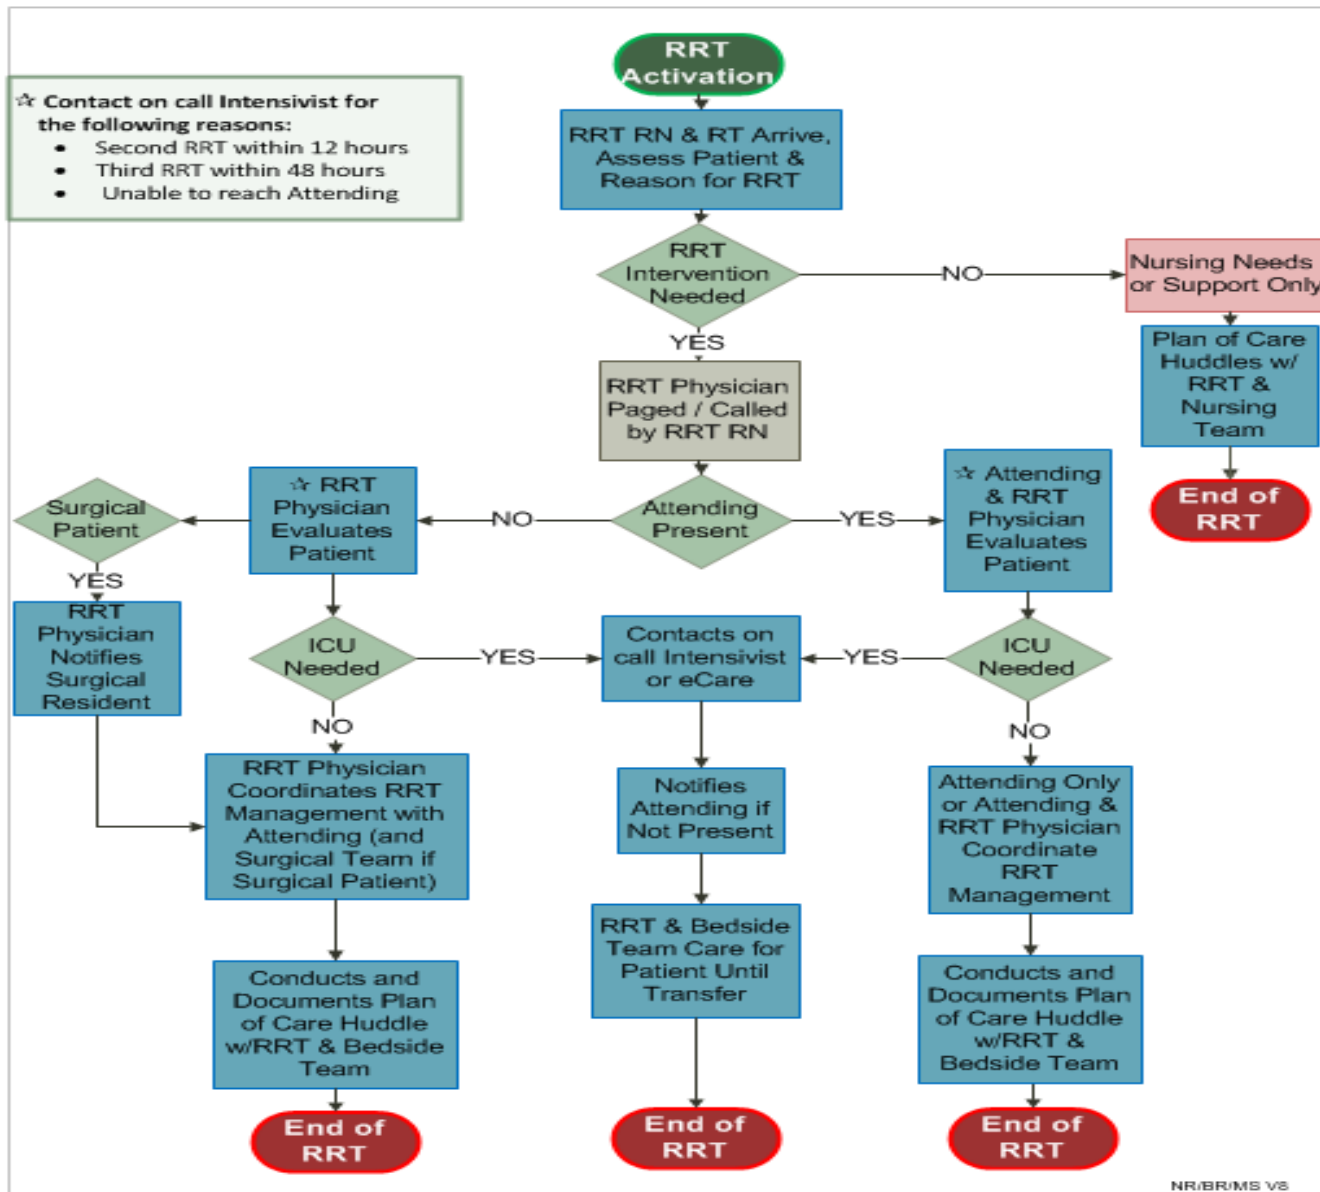 RRT
Activation
☆ Contact on call Intensivist for
the following reasons:
• Second RRT within 12 hours
• Third RRT within 48 hours
• Unable to reach Attending
RRT RN & RT Arrive,
Assess Patient &
Reason for RRT
RRT
Intervention
Needed
NO
Nursing Needs
or Support Only
YES
Plan of Care
Huddles w/
RRT &
Nursing
Team
End of
RRT
RRT Physician
Paged / Called
by RRT RN
Attending
Present
NO
YES
☆ RRT
Physician
Evaluates
Patient
☆ Attending
& RRT
Physician
Evaluates
Patient
Surgical
Patient
YES
RRT
Physician
Notifies
Surgical
Resident
ICU
Needed
YES
Contacts on
call Intensivist
or eCare
YES
ICU
Needed
NO
NO
RRT Physician
Coordinates RRT
Management with
Attending (and
Surgical Team if
Surgical Patient)
Notifies
Attending if
Not Present
Attending Only
or Attending &
RRT Physician
Coordinate
RRT
Management
RRT & Bedside
Team Care for
Patient Until
Transfer
Conducts and
Documents Plan
of Care Huddle
w/RRT & Bedside
Team
Conducts and
Documents Plan
of Care Huddle
w/RRT &
Bedside Team
End of
RRT
End of
RRT
End of
RRT
NR/BR/MS V8